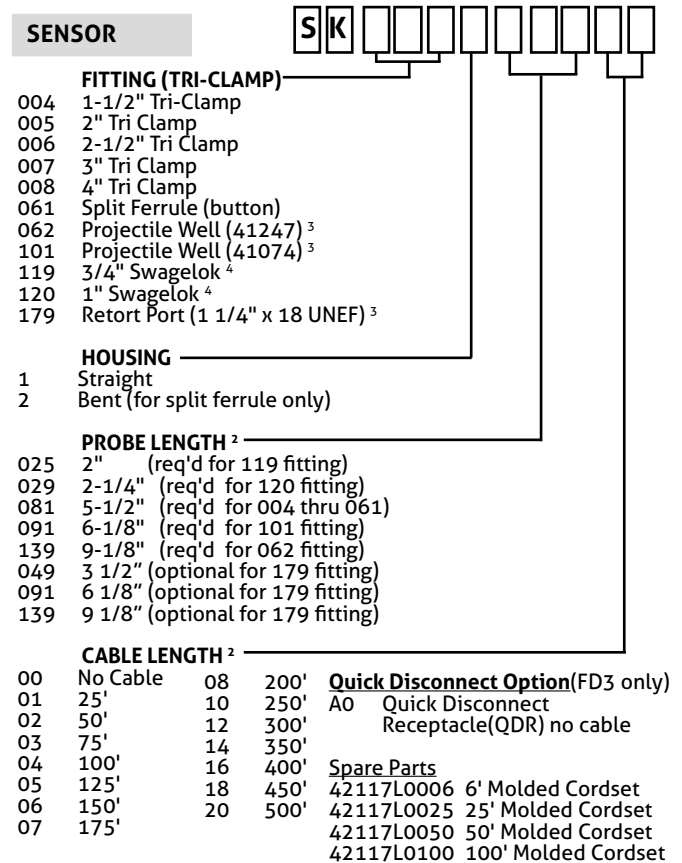 SENSOR
S K
FITTING (TRI-CLAMP)
004 1-1/2" Tri-Clamp
005 2" Tri Clamp
006 2-1/2" Tri Clamp
007 3" Tri Clamp
008 4" Tri Clamp
061 Split Ferrule (button)
062 Projectile Well (41247) ³
101 Projectile Well (41074) ³
119 3/4" Swagelok ⁴
120 1" Swagelok ⁴
179 Retort Port (1 1/4" x 18 UNEF) ³
HOUSING
1 Straight
2 Bent (for split ferrule only)
PROBE LENGTH ²
025 2" (req'd for 119 fitting)
029 2-1/4" (req'd for 120 fitting)
081 5-1/2" (req'd for 004 thru 061)
091 6-1/8" (req'd for 101 fitting)
139 9-1/8" (req'd for 062 fitting)
049 3 1/2” (optional for 179 fitting)
091 6 1/8” (optional for 179 fitting)
139 9 1/8” (optional for 179 fitting)
CABLE LENGTH ²
00 No Cable
01 25'
02 50'
03 75'
04 100'
05 125'
06 150'
07 175'
08 200'
10 250'
12 300'
14 350'
16 400'
18 450'
20 500'
Quick Disconnect Option(FD3 only)
A0 Quick Disconnect
Receptacle(QDR) no cable
Spare Parts
42117L0006 6' Molded Cordset
42117L0025 25' Molded Cordset
42117L0050 50' Molded Cordset
42117L0100 100' Molded Cordset